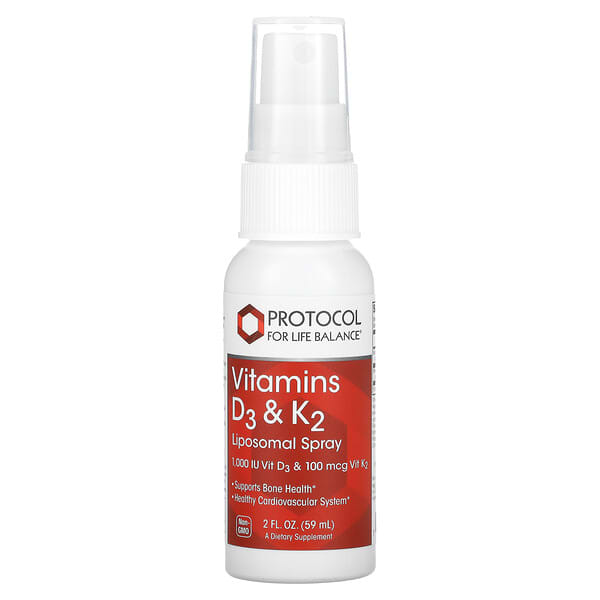 PROTOCOL
FOR LIFE BALANCE®
Vitamins
D3 & K2
Liposomal Spray
1,000 IU Vit D3 & 100 mcg Vit K2
• Supports Bone Health*
• Healthy Cardiovascular System*
Non-
GMO
2 FL. OZ. (59 mL)
A Dietary Supplement